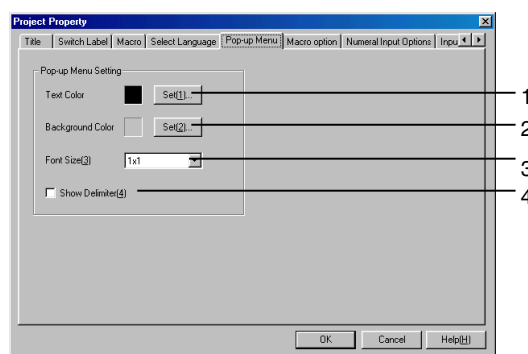 Project Property
Title Switch Label Macro Select Language Pop-up Menu Macro option Numeral Input Options Inpu
Pop-up Menu Setting
Text Color Set(1)... 1
Background Color Set(2)... 2
Font Size(3) 1x1 3
Show Delimiter(4) 4
OK Cancel Help(H)